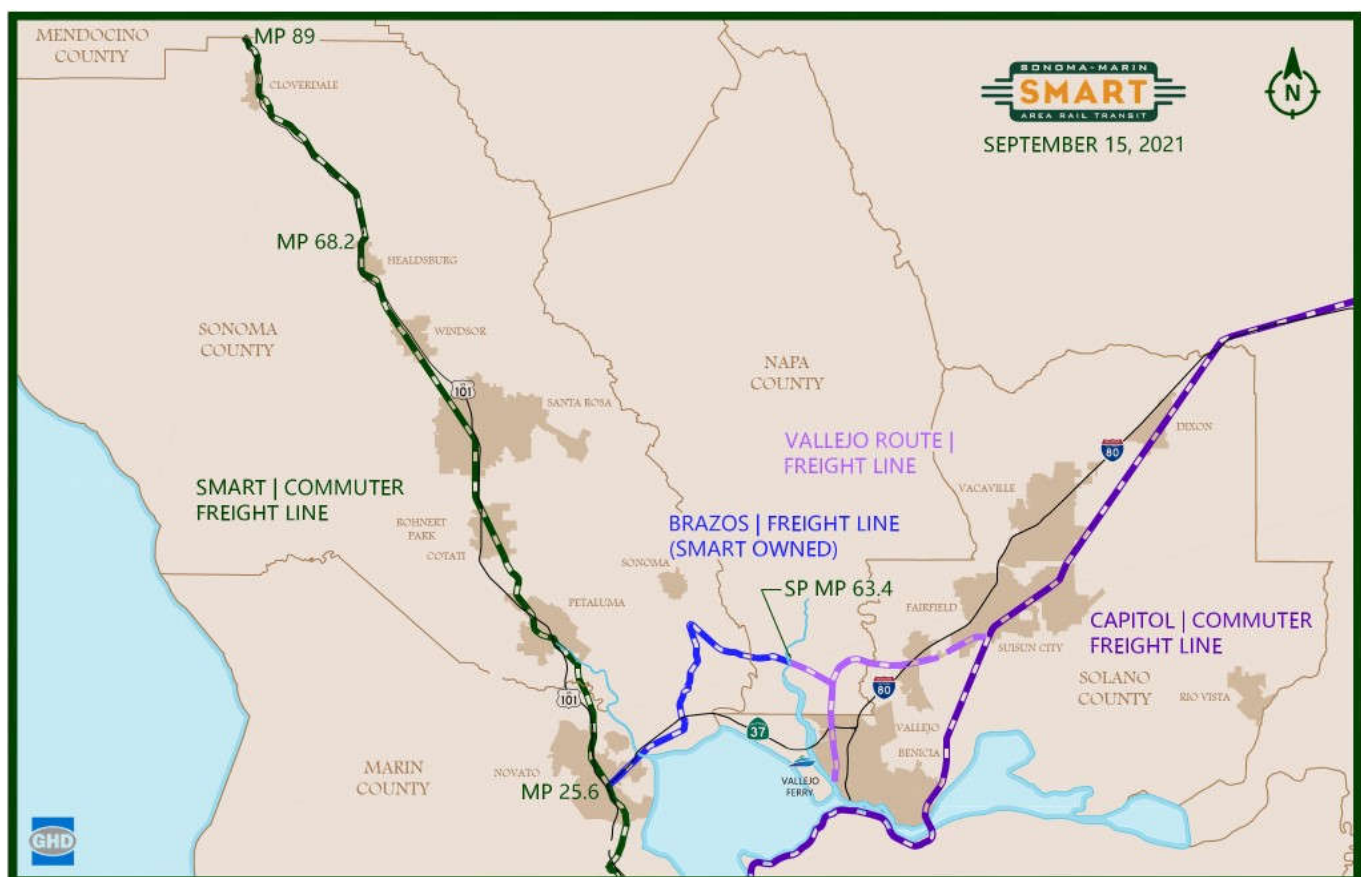 MENDOCINO
COUNTY
MP 89
CLOVERDALE
SONOMA-MARIN
SMART
AREA RAIL TRANSIT
N
SEPTEMBER 15, 2021
MP 68.2
HEALDSBURG
SONOMA
COUNTY
WINDSOR
NAPA
COUNTY
101
SANTA ROSA
VALLEJO ROUTE |
FREIGHT LINE
DIXON
80
VACAVILLE
SMART | COMMUTER
FREIGHT LINE
ROHNERT
PARK
COTATI
BRAZOS | FREIGHT LINE
(SMART OWNED)
SONOMA
SP MP 63.4
PETALUMA
FAIRFIELD
SUISUN CITY
CAPITOL | COMMUTER
FREIGHT LINE
SOLANO
COUNTY
RIO VISTA
101
80
37
VALLEJO
BENICIA
NOVATO
MARIN
COUNTY
MP 25.6
VALLEJO
FERRY
GHD